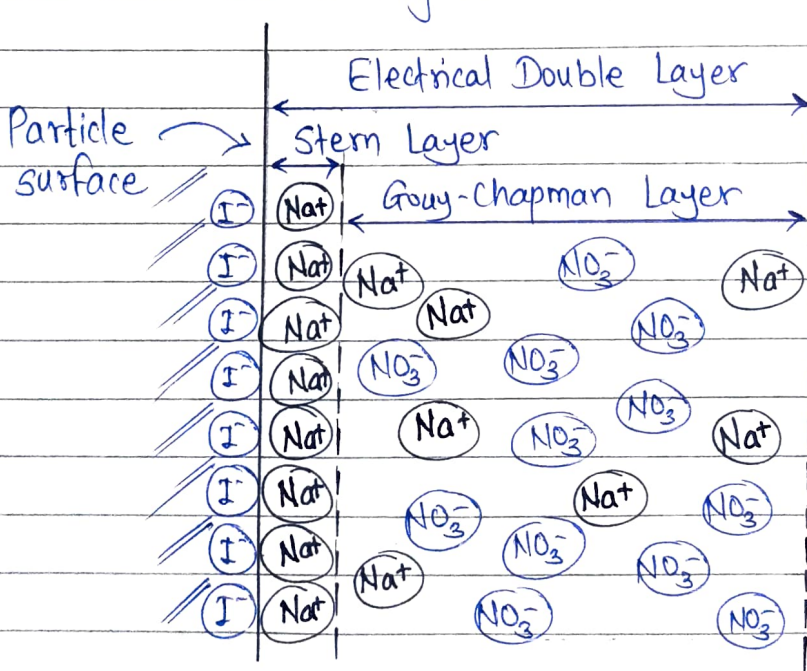 Electrical Double Layer
Particle
surface
Stern Layer
Gouy-Chapman Layer
I⁻ Na⁺
I⁻ Na⁺ Na⁺ NO₃⁻ Na⁺
I⁻ Na⁺ Na⁺ NO₃⁻
I⁻ Na⁺ NO₃⁻ NO₃⁻
I⁻ Na⁺ Na⁺ NO₃⁻ NO₃⁻ Na⁺
I⁻ Na⁺ NO₃⁻ Na⁺ NO₃⁻
I⁻ Na⁺ Na⁺ NO₃⁻ NO₃⁻
I⁻ Na⁺ NO₃⁻ NO₃⁻